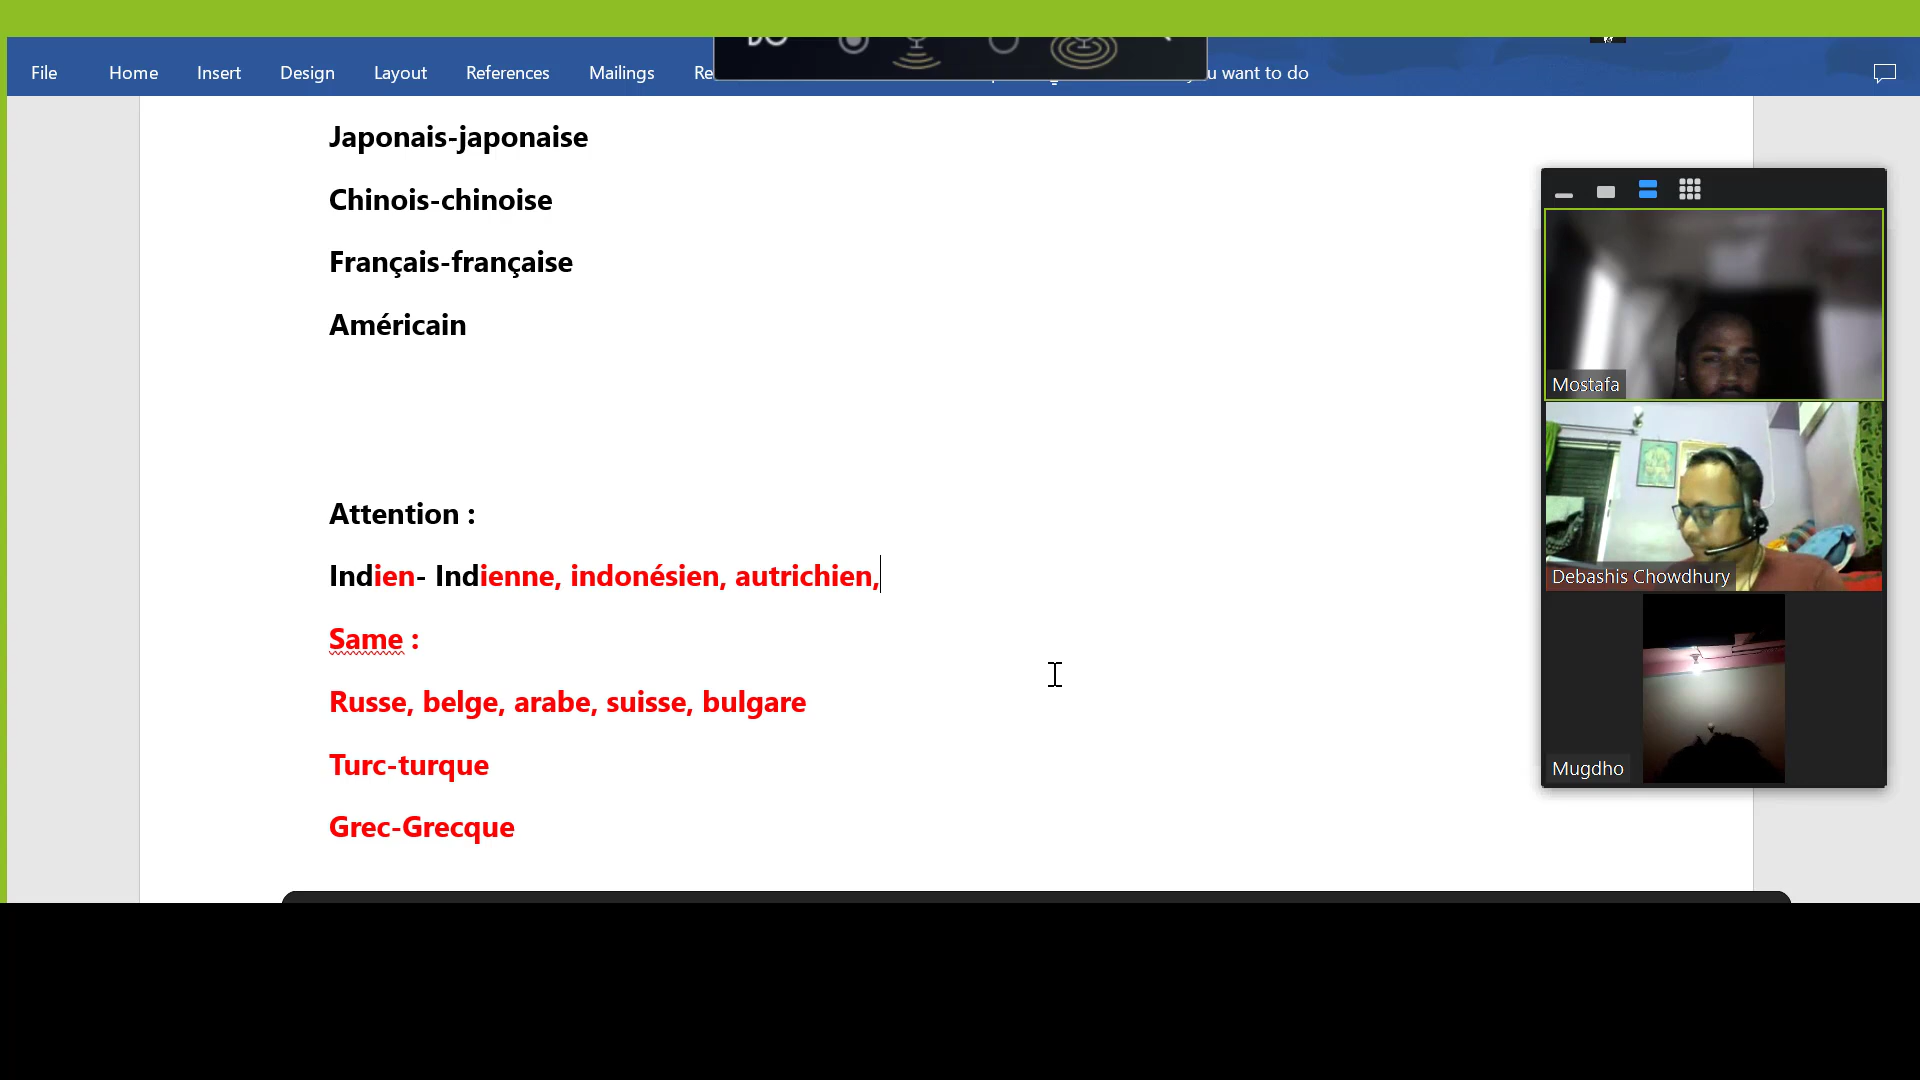 File Home Insert Design Layout References Mailings Re u want to do
Japonais-japonaise
Chinois-chinoise
Français-française
Américain
Attention :
Indien- Indienne, indonésien, autrichien,
Same :
Russe, belge, arabe, suisse, bulgare
Turc-turque
Grec-Grecque
Mostafa
Debashis Chowdhury
Mugdho